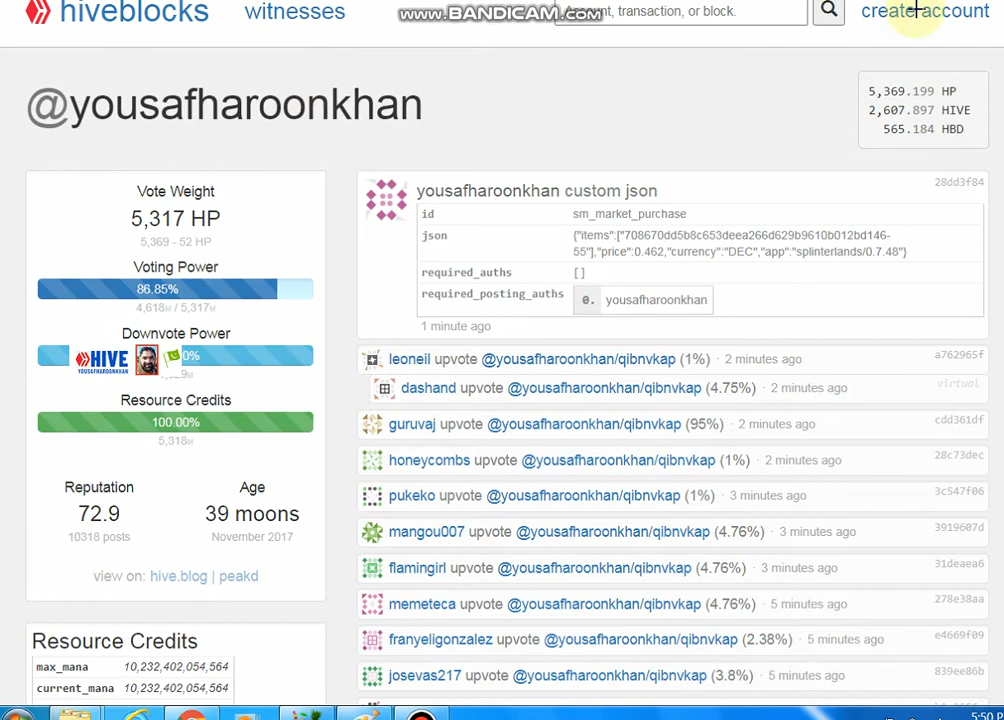 hiveblocks witnesses www.BANDICAM.com Account, transaction, or block. create account
@yousafharoonkhan
5,369.199 HP
2,607.897 HIVE
565.184 HBD
Vote Weight
5,317 HP
5,369 - 52 HP
Voting Power
86.85%
4,618M / 5,317M
Downvote Power
HIVE
YOUSAFHAROONKHAN
0%
Resource Credits
100.00%
5,318M
Reputation Age
72.9 39 moons
10318 posts November 2017
view on: hive.blog | peakd
Resource Credits
max_mana 10,232,402,054,564
current_mana 10,232,402,054,564
yousafharoonkhan custom json 28dd3f84
id sm_market_purchase
json {"items":["708670dd5b8c653deea266d629b9610b012bd146-
55"],"price":0.462,"currency":"DEC","app":"splinterlands/0.7.48"}
required_auths []
required_posting_auths 0. yousafharoonkhan
1 minute ago
leoneil upvote @yousafharoonkhan/qibnvkap (1%) · 2 minutes ago a762965f
dashand upvote @yousafharoonkhan/qibnvkap (4.75%) · 2 minutes ago virtual
guruvaj upvote @yousafharoonkhan/qibnvkap (95%) · 2 minutes ago cdd361df
honeycombs upvote @yousafharoonkhan/qibnvkap (1%) · 2 minutes ago 28c73dec
pukeko upvote @yousafharoonkhan/qibnvkap (1%) · 3 minutes ago 3c547f06
mangou007 upvote @yousafharoonkhan/qibnvkap (4.76%) · 3 minutes ago 3919607d
flamingirl upvote @yousafharoonkhan/qibnvkap (4.76%) · 3 minutes ago 31deaea6
memeteca upvote @yousafharoonkhan/qibnvkap (4.76%) · 5 minutes ago 278e38aa
franyeligonzalez upvote @yousafharoonkhan/qibnvkap (2.38%) · 5 minutes ago e4669f09
josevas217 upvote @yousafharoonkhan/qibnvkap (3.8%) · 5 minutes ago 839ee86b
5:50 P